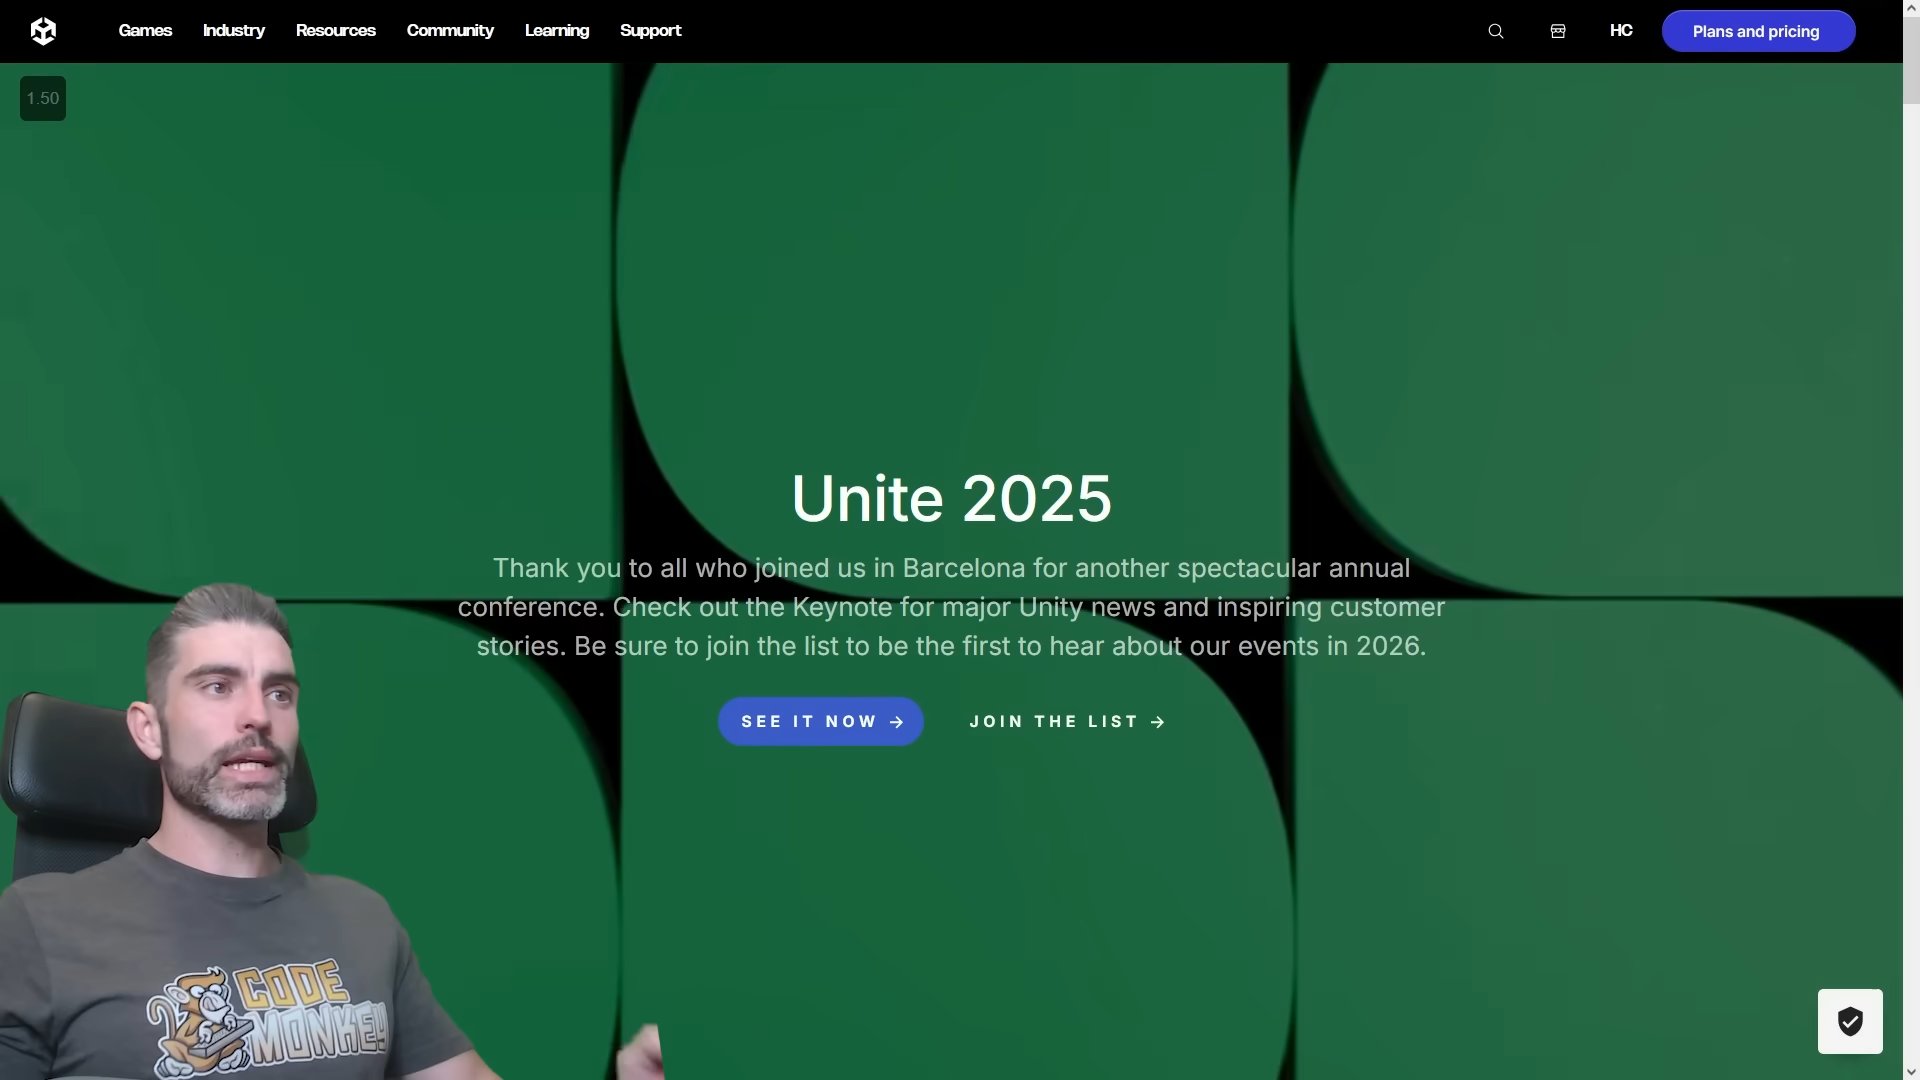 Games Industry Resources Community Learning Support HC Plans and pricing
1.50
Unite 2025
Thank you to all who joined us in Barcelona for another spectacular annual
conference. Check out the Keynote for major Unity news and inspiring customer
stories. Be sure to join the list to be the first to hear about our events in 2026.
SEE IT NOW → JOIN THE LIST →
CODE
MONKEY